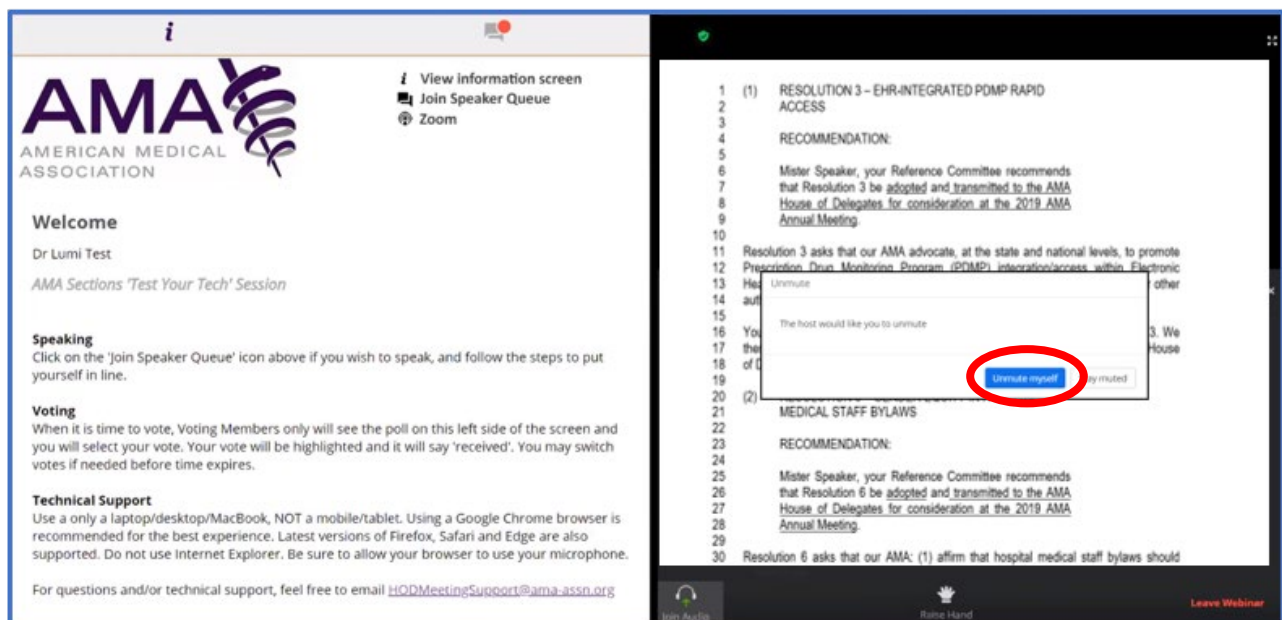 i
AMA
AMERICAN MEDICAL
ASSOCIATION
i View information screen
Join Speaker Queue
Zoom
Welcome
Dr Lumi Test
AMA Sections 'Test Your Tech' Session
Speaking
Click on the 'Join Speaker Queue' icon above if you wish to speak, and follow the steps to put
yourself in line.
Voting
When it is time to vote, Voting Members only will see the poll on this left side of the screen and
you will select your vote. Your vote will be highlighted and it will say 'received'. You may switch
votes if needed before time expires.
Technical Support
Use a only a laptop/desktop/MacBook, NOT a mobile/tablet. Using a Google Chrome browser is
recommended for the best experience. Latest versions of Firefox, Safari and Edge are also
supported. Do not use Internet Explorer. Be sure to allow your browser to use your microphone.
For questions and/or technical support, feel free to email HODMeetingSupport@ama-assn.org
1 (1) RESOLUTION 3 – EHR-INTEGRATED PDMP RAPID
2 ACCESS
3
4 RECOMMENDATION:
5
6 Mister Speaker, your Reference Committee recommends
7 that Resolution 3 be adopted and transmitted to the AMA
8 House of Delegates for consideration at the 2019 AMA
9 Annual Meeting.
10
11 Resolution 3 asks that our AMA advocate, at the state and national levels, to promote
12 Prescription Drug Monitoring Program (PDMP) integration/access within Electronic
13 other
14
15
16 3. We
17 House
18 of
19
Unmute
The host would like you to unmute
Unmute myself
muted
20 (2)
21 MEDICAL STAFF BYLAWS
22
23 RECOMMENDATION:
24
25 Mister Speaker, your Reference Committee recommends
26 that Resolution 6 be adopted and transmitted to the AMA
27 House of Delegates for consideration at the 2019 AMA
28 Annual Meeting.
29
30 Resolution 6 asks that our AMA: (1) affirm that hospital medical staff bylaws should
Join Audio
Raise Hand
Leave Webinar